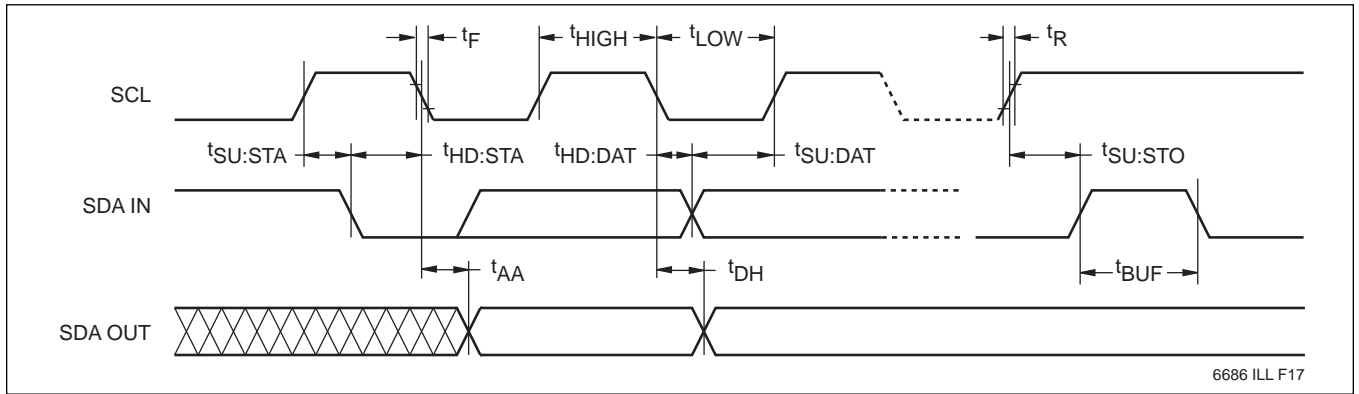 tF
tHIGH
tLOW
tR
SCL
tSU:STA
tHD:STA
tHD:DAT
tSU:DAT
tSU:STO
SDA IN
tAA
tDH
tBUF
SDA OUT
6686 ILL F17